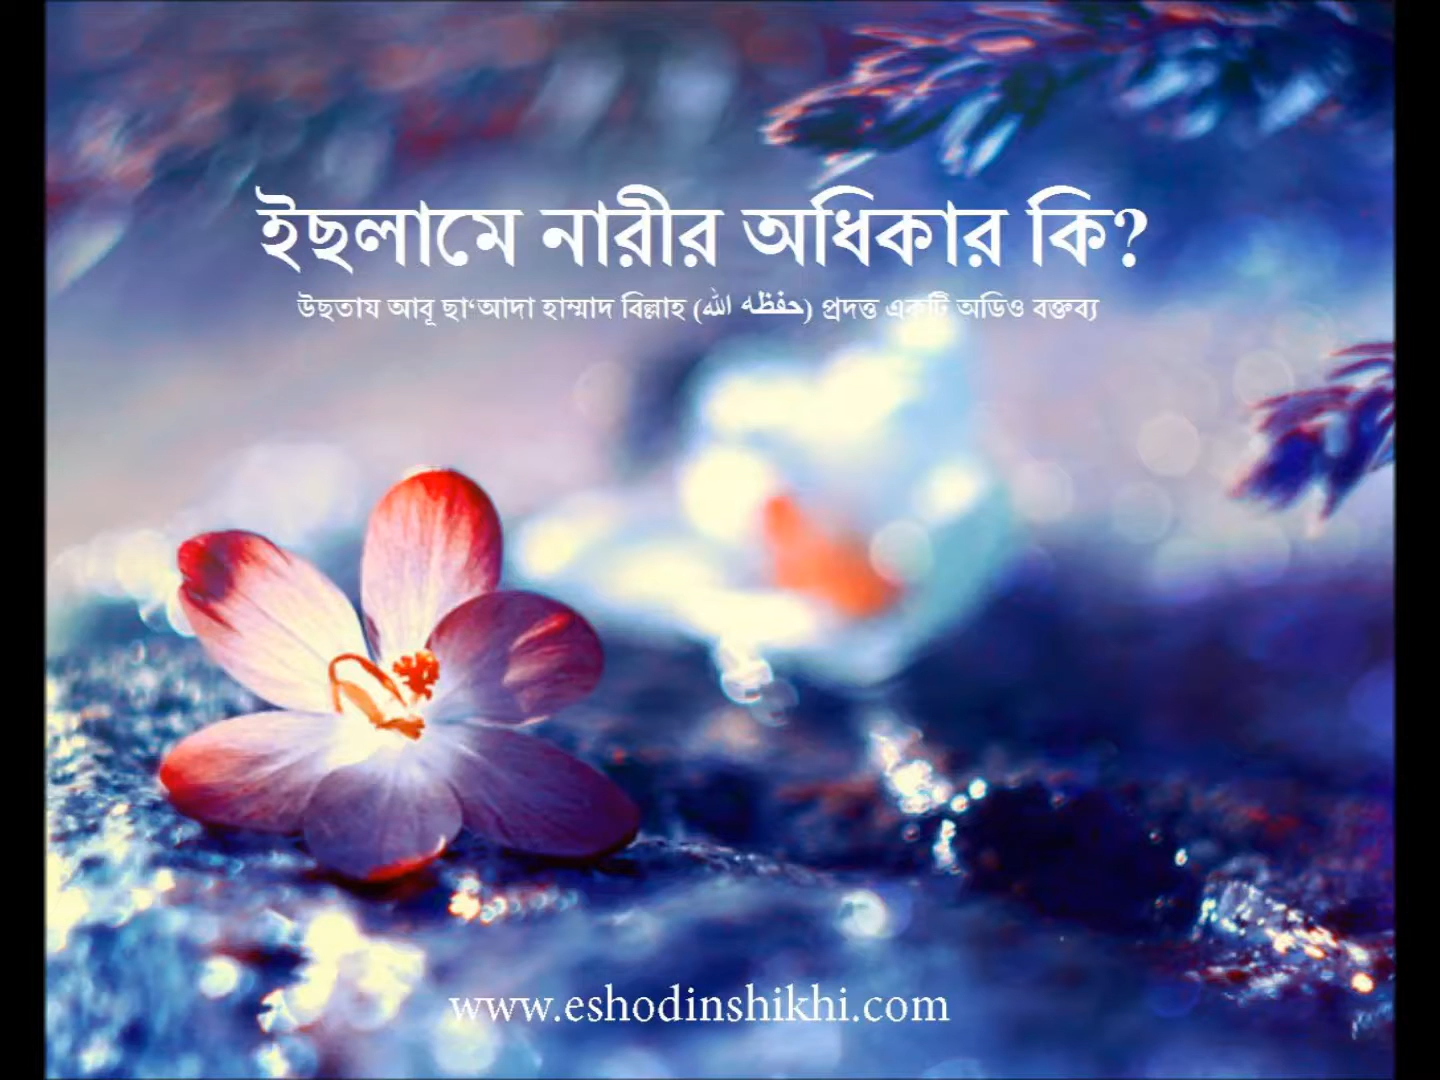 ইছলামে নারীর অধিকার কি?
উছতায আবূ ছা‘আদা হাম্মাদ বিল্লাহ (حفظه الله) প্রদত্ত একটি অডিও বক্তব্য
www.eshodinshikhi.com